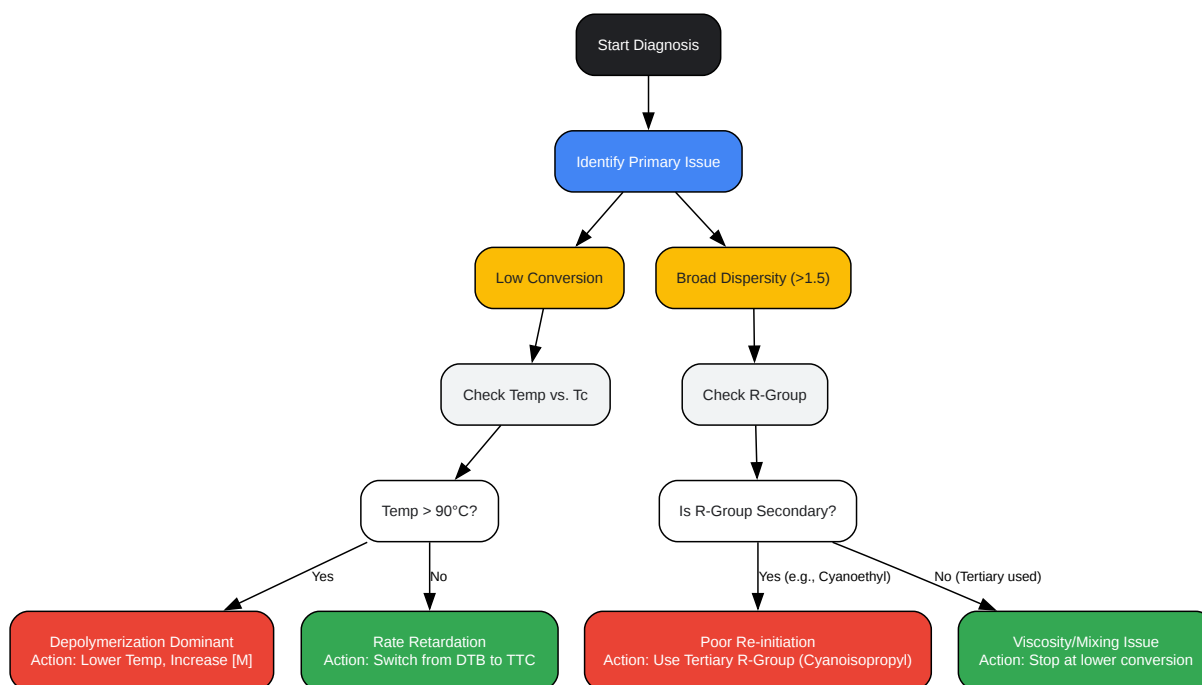 Start Diagnosis
Identify Primary Issue
Low Conversion
Broad Dispersity (>1.5)
Check Temp vs. Tc
Check R-Group
Temp > 90°C?
Is R-Group Secondary?
Yes
No
Yes (e.g., Cyanoethyl)
No (Tertiary used)
Depolymerization Dominant
Action: Lower Temp, Increase [M]
Rate Retardation
Action: Switch from DTB to TTC
Poor Re-initiation
Action: Use Tertiary R-Group (Cyanoisopropyl)
Viscosity/Mixing Issue
Action: Stop at lower conversion